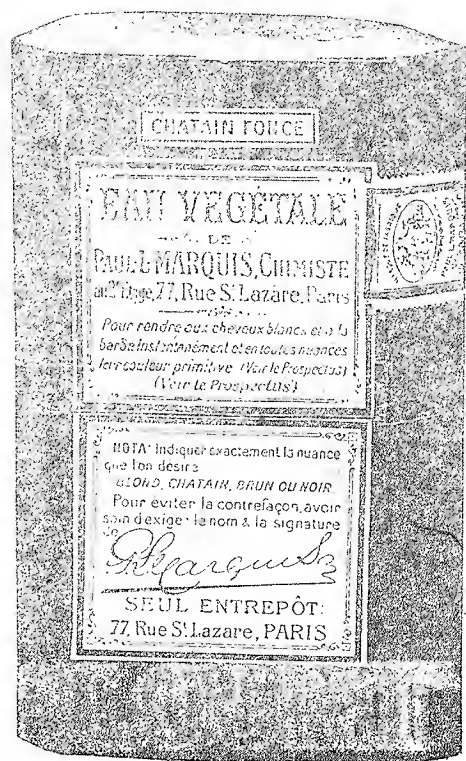 CHATAIN FONCE
EAU VEGETALE
DE
PAUL L. MARQUIS, CHIMISTE
au 2e Etage, 77, Rue St Lazare, Paris
Pour rendre aux cheveux blancs et à la
barbe instantanément et en toutes nuances
leur couleur primitive (Voir le Prospectus)
(Voir le Prospectus)
NOTA: Indiquer exactement la nuance
que l'on désire
BLOND, CHATAIN, BRUN OU NOIR
Pour éviter la contrefaçon, avoir
soin d'exiger le nom & la signature
de
PLMarquis
SEUL ENTREPÔT:
77, Rue St Lazare, PARIS